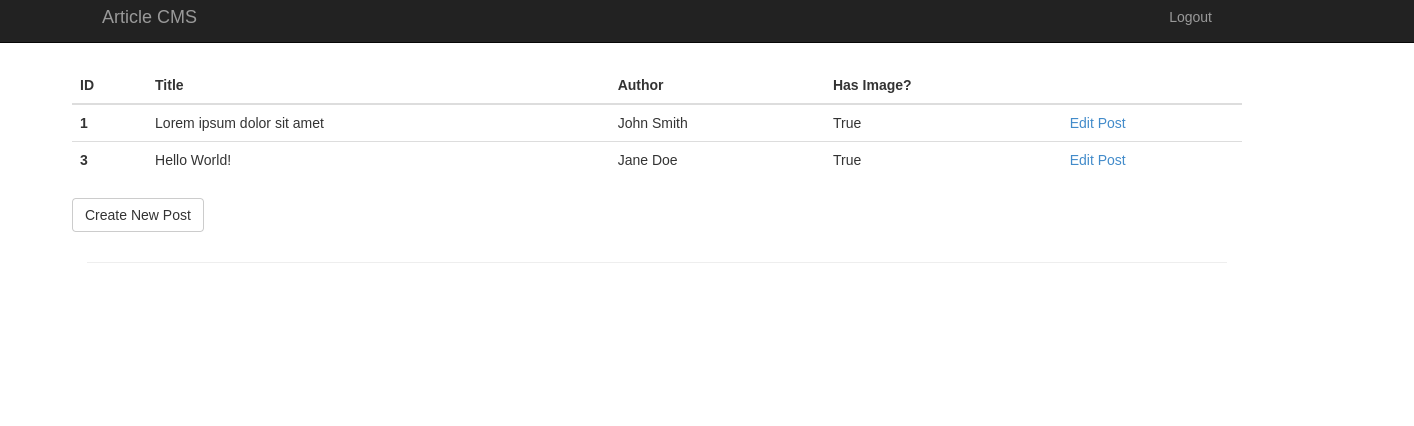 Article CMS Logout
ID Title Author Has Image?
1 Lorem ipsum dolor sit amet John Smith True Edit Post
3 Hello World! Jane Doe True Edit Post
Create New Post